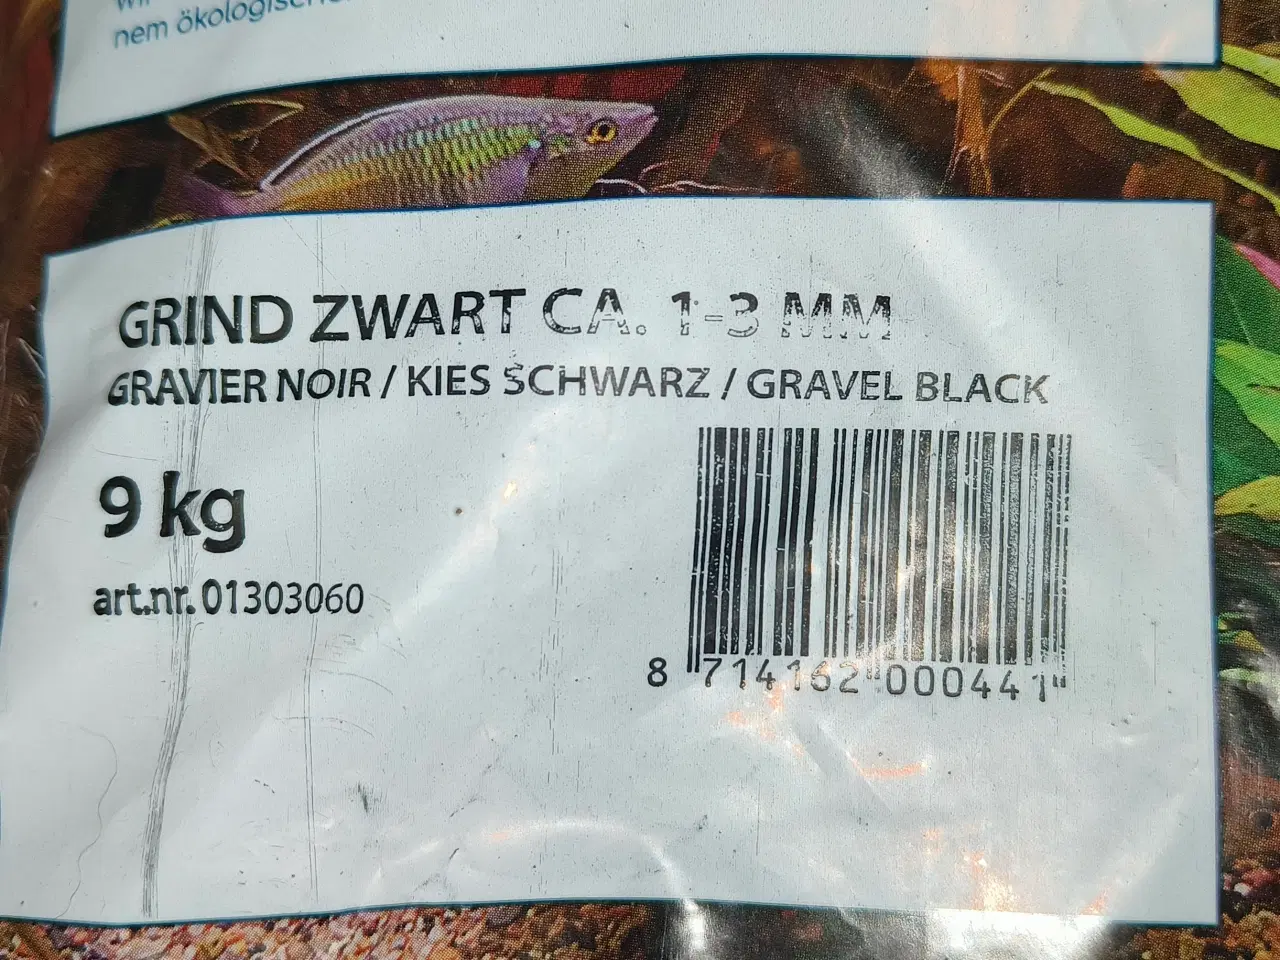 nem ökologischen
GRIND ZWART CA. 1-3 MM
GRAVIER NOIR / KIES SCHWARZ / GRAVEL BLACK
9 kg
art.nr. 01303060
8 714162 000441